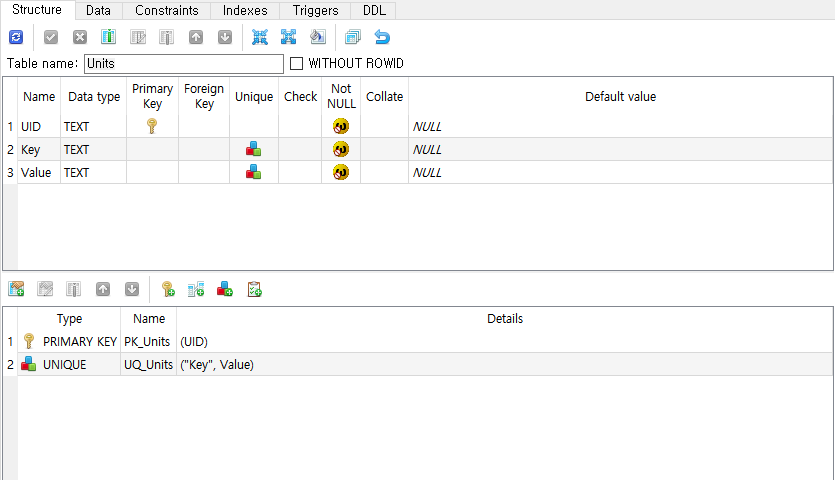 Structure Data Constraints Indexes Triggers DDL
Table name: Units WITHOUT ROWID
Name Data type Primary Key Foreign Key Unique Check Not NULL Collate Default value
1 UID TEXT NULL
2 Key TEXT NULL
3 Value TEXT NULL
Type Name Details
1 PRIMARY KEY PK_Units (UID)
2 UNIQUE UQ_Units ("Key", Value)